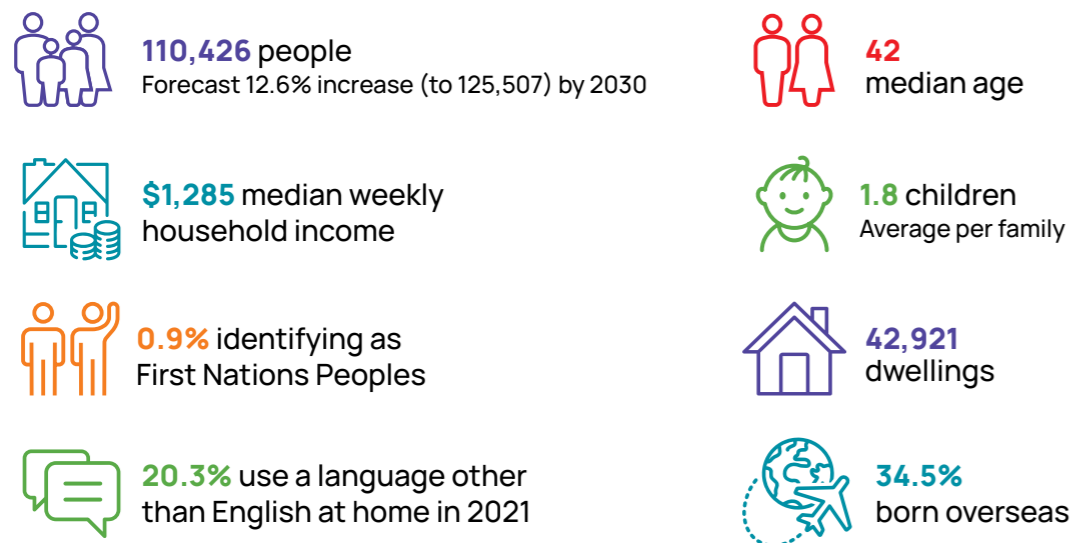 110,426 people
Forecast 12.6% increase (to 125,507) by 2030
42
median age
$1,285 median weekly
household income
1.8 children
Average per family
0.9% identifying as
First Nations Peoples
42,921
dwellings
20.3% use a language other
than English at home in 2021
34.5%
born overseas